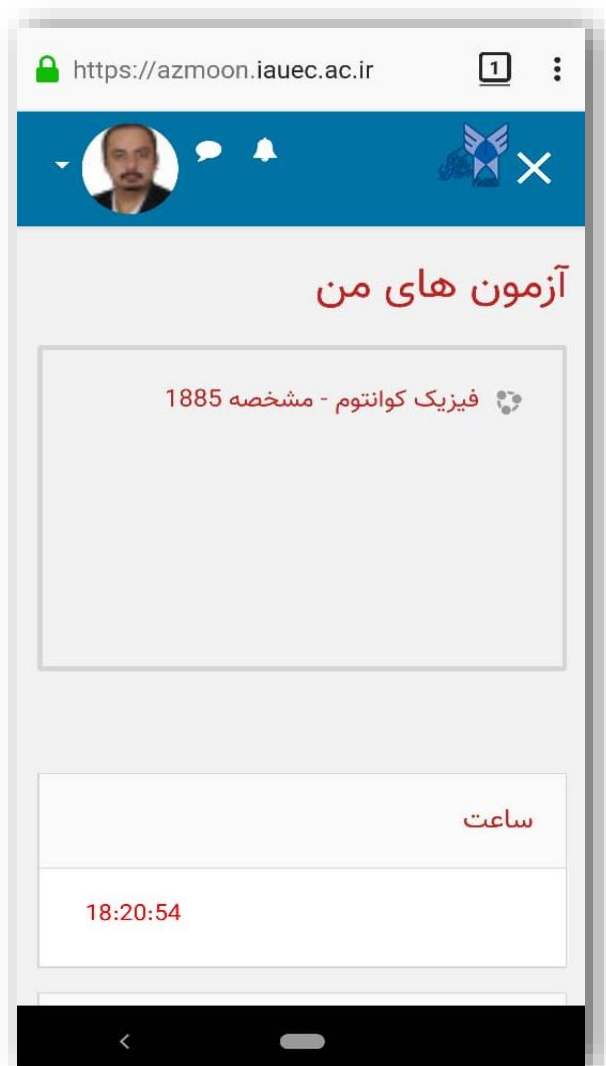 https://azmoon.iauec.ac.ir
1
آزمون های من
فیزیک کوانتوم - مشخصه 1885
ساعت
18:20:54